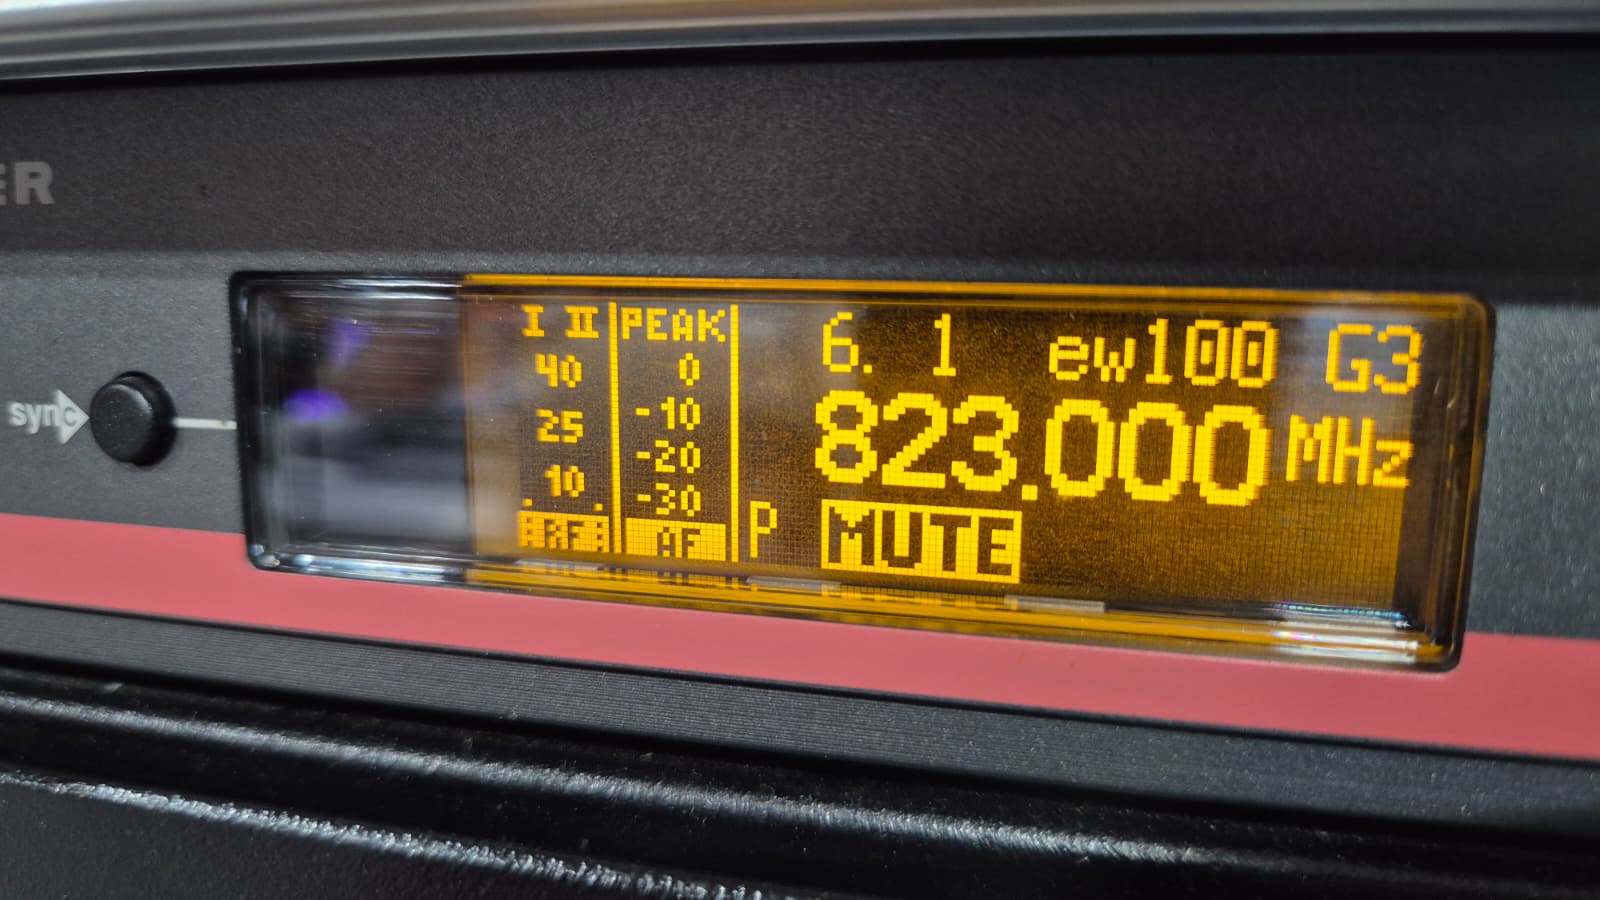 ER
sync
I II
40
25
10
RF
PEAK
0
-10
-20
-30
AF
P
6. 1 ew100 G3
823.000 MHz
MUTE